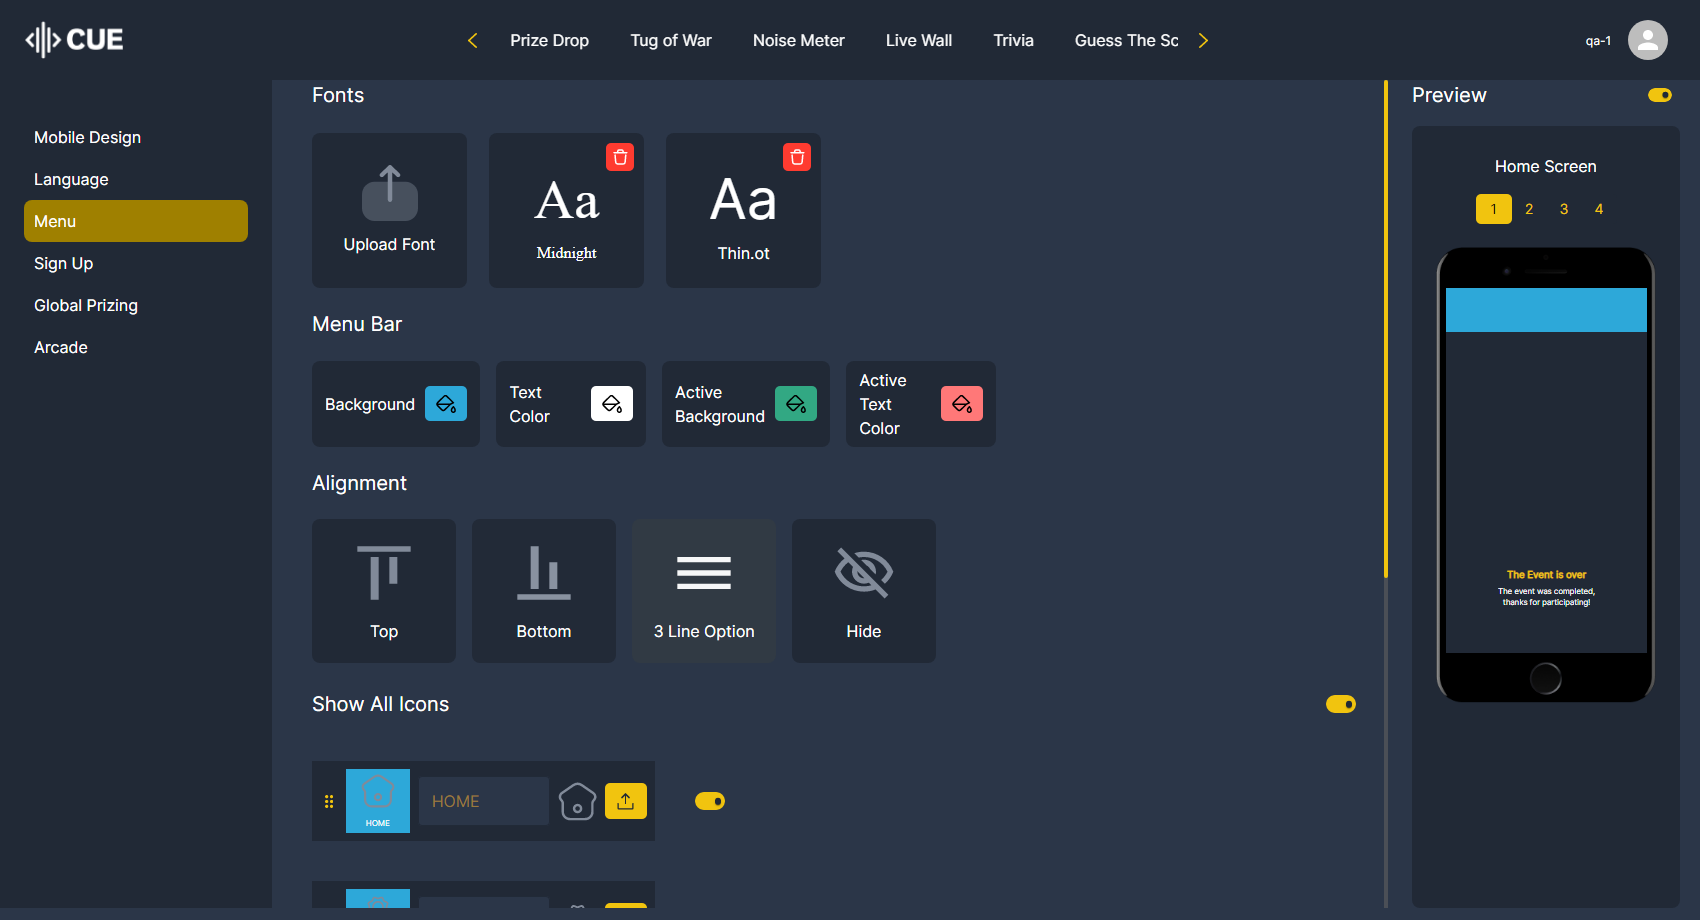 CUE
Prize Drop
Tug of War
Noise Meter
Live Wall
Trivia
Guess The Sc
qa-1
Mobile Design
Language
Menu
Sign Up
Global Prizing
Arcade
Fonts
Upload Font
Aa
Midnight
Aa
Thin.ot
Menu Bar
Background
Text
Color
Active
Background
Active
Text
Color
Alignment
Top
Bottom
3 Line Option
Hide
Show All Icons
HOME
HOME
Preview
Home Screen
1 2 3 4
The Event is over
The event was completed,
thanks for participating!